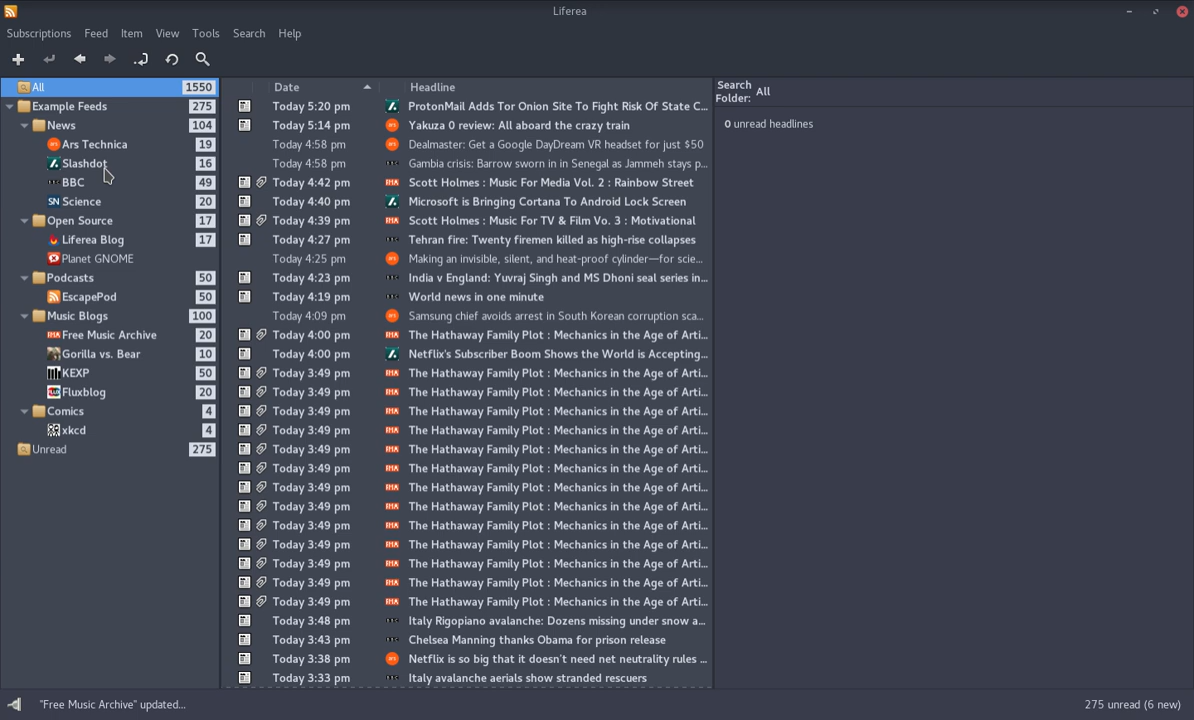 Liferea
Subscriptions Feed Item View Tools Search Help
All 1550
Example Feeds 275
News 104
Ars Technica 19
Slashdot 16
BBC 49
SN Science 20
Open Source 17
Liferea Blog 17
Planet GNOME
Podcasts 50
EscapePod 50
Music Blogs 100
FMA Free Music Archive 20
Gorilla vs. Bear 10
KEXP 50
FLUX Fluxblog 20
Comics 4
xkcd 4
Unread 275
Date Headline
Today 5:20 pm ProtonMail Adds Tor Onion Site To Fight Risk Of State C...
Today 5:14 pm Yakuza 0 review: All aboard the crazy train
Today 4:58 pm Dealmaster: Get a Google DayDream VR headset for just $50
Today 4:58 pm Gambia crisis: Barrow sworn in in Senegal as Jammeh stays p...
Today 4:42 pm Scott Holmes : Music For Media Vol. 2 : Rainbow Street
Today 4:40 pm Microsoft is Bringing Cortana To Android Lock Screen
Today 4:39 pm Scott Holmes : Music For TV & Film Vo. 3 : Motivational
Today 4:27 pm Tehran fire: Twenty firemen killed as high-rise collapses
Today 4:25 pm Making an invisible, silent, and heat-proof cylinder—for scie...
Today 4:23 pm India v England: Yuvraj Singh and MS Dhoni seal series in...
Today 4:19 pm World news in one minute
Today 4:09 pm Samsung chief avoids arrest in South Korean corruption sca...
Today 4:00 pm The Hathaway Family Plot : Mechanics in the Age of Arti...
Today 4:00 pm Netflix's Subscriber Boom Shows the World is Accepting...
Today 3:49 pm The Hathaway Family Plot : Mechanics in the Age of Arti...
Today 3:49 pm The Hathaway Family Plot : Mechanics in the Age of Arti...
Today 3:49 pm The Hathaway Family Plot : Mechanics in the Age of Arti...
Today 3:49 pm The Hathaway Family Plot : Mechanics in the Age of Arti...
Today 3:49 pm The Hathaway Family Plot : Mechanics in the Age of Arti...
Today 3:49 pm The Hathaway Family Plot : Mechanics in the Age of Arti...
Today 3:49 pm The Hathaway Family Plot : Mechanics in the Age of Arti...
Today 3:49 pm The Hathaway Family Plot : Mechanics in the Age of Arti...
Today 3:49 pm The Hathaway Family Plot : Mechanics in the Age of Arti...
Today 3:49 pm The Hathaway Family Plot : Mechanics in the Age of Arti...
Today 3:49 pm The Hathaway Family Plot : Mechanics in the Age of Arti...
Today 3:49 pm The Hathaway Family Plot : Mechanics in the Age of Arti...
Today 3:49 pm The Hathaway Family Plot : Mechanics in the Age of Arti...
Today 3:48 pm Italy Rigopiano avalanche: Dozens missing under snow a...
Today 3:43 pm Chelsea Manning thanks Obama for prison release
Today 3:38 pm Netflix is so big that it doesn't need net neutrality rules ...
Today 3:33 pm Italy avalanche aerials show stranded rescuers
Search
Folder: All
0 unread headlines
"Free Music Archive" updated...
275 unread (6 new)